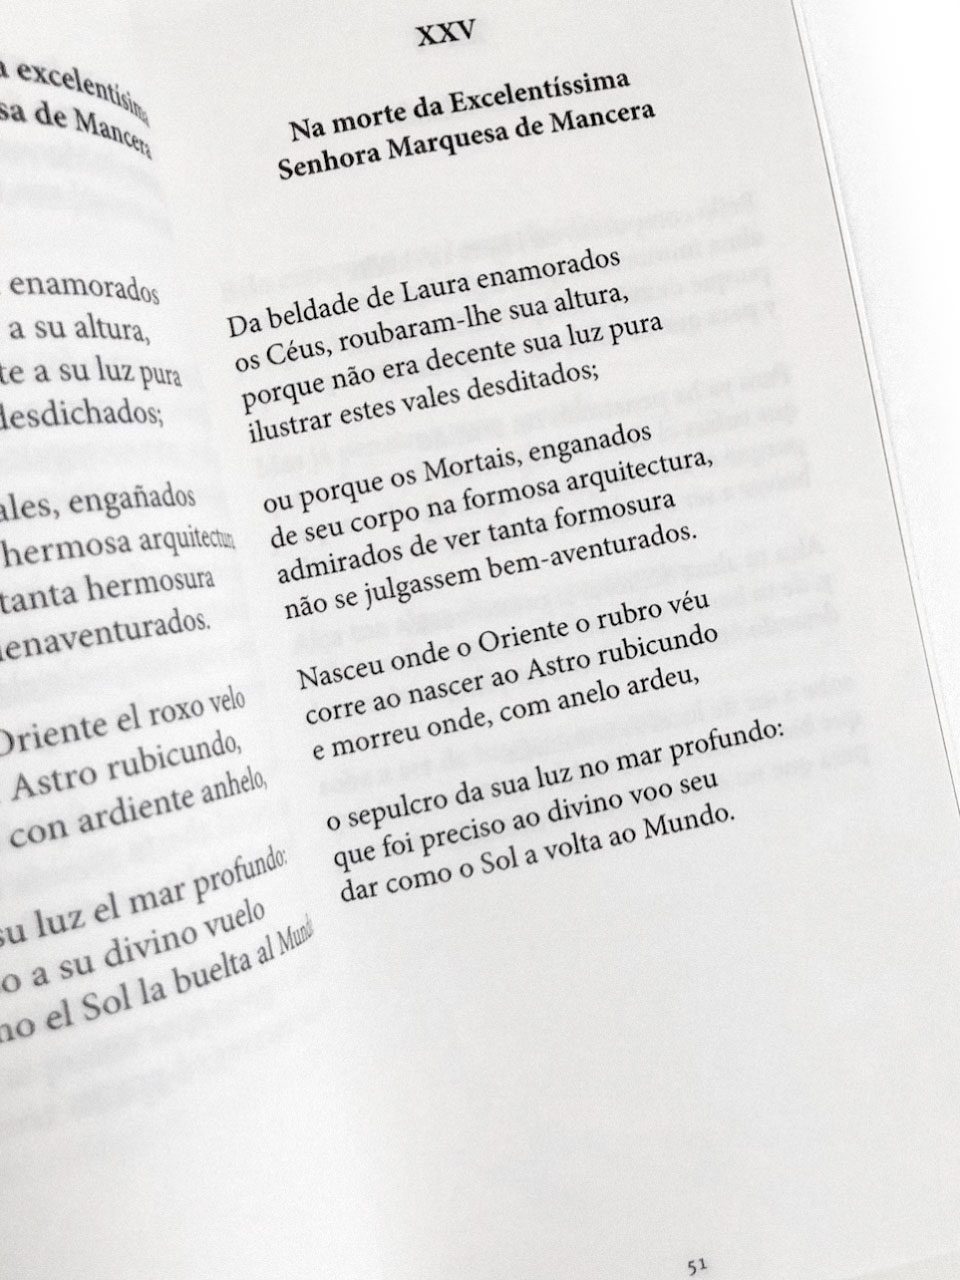 excelentísima
sa de Mancera
enamorados
a su altura,
te a su luz pura
desdichados;
ales, engañados
hermosa arquitectura,
tanta hermosura
enaventurados.
Oriente el roxo velo
Astro rubicundo,
con ardiente anhelo,
su luz el mar profundo:
o a su divino vuelo
mo el Sol la buelta al Mundo
XXV
Na morte da Excelentíssima
Senhora Marquesa de Mancera
Da beldade de Laura enamorados
os Céus, roubaram-lhe sua altura,
porque não era decente sua luz pura
ilustrar estes vales desditados;
ou porque os Mortais, enganados
de seu corpo na formosa arquitectura,
admirados de ver tanta formosura
não se julgassem bem-aventurados.
Nasceu onde o Oriente o rubro véu
corre ao nascer ao Astro rubicundo
e morreu onde, com anelo ardeu,
o sepulcro da sua luz no mar profundo:
que foi preciso ao divino voo seu
dar como o Sol a volta ao Mundo.
51